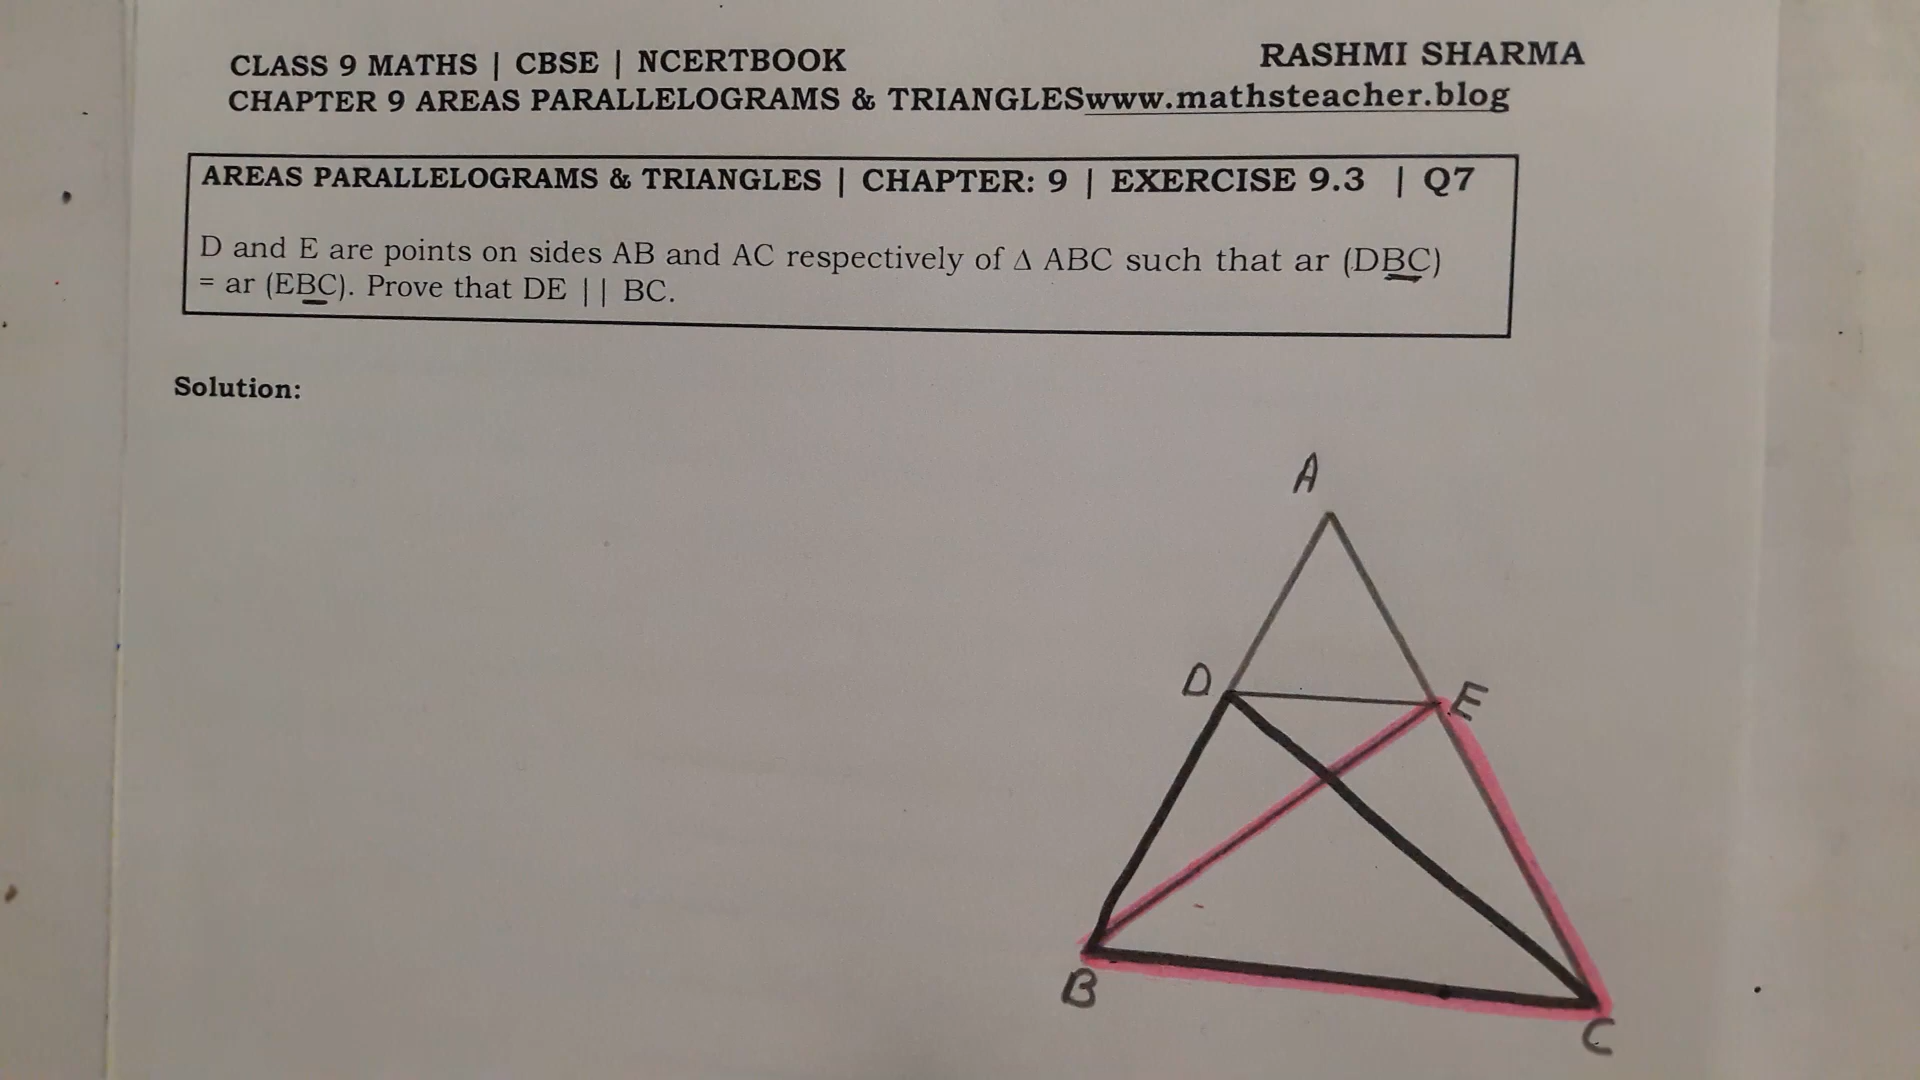 CLASS 9 MATHS | CBSE | NCERTBOOK RASHMI SHARMA
CHAPTER 9 AREAS PARALLELOGRAMS & TRIANGLESwww.mathsteacher.blog
AREAS PARALLELOGRAMS & TRIANGLES | CHAPTER: 9 | EXERCISE 9.3 | Q7
D and E are points on sides AB and AC respectively of Δ ABC such that ar (DBC)
= ar (EBC). Prove that DE || BC.
Solution:
A
D E
B
C